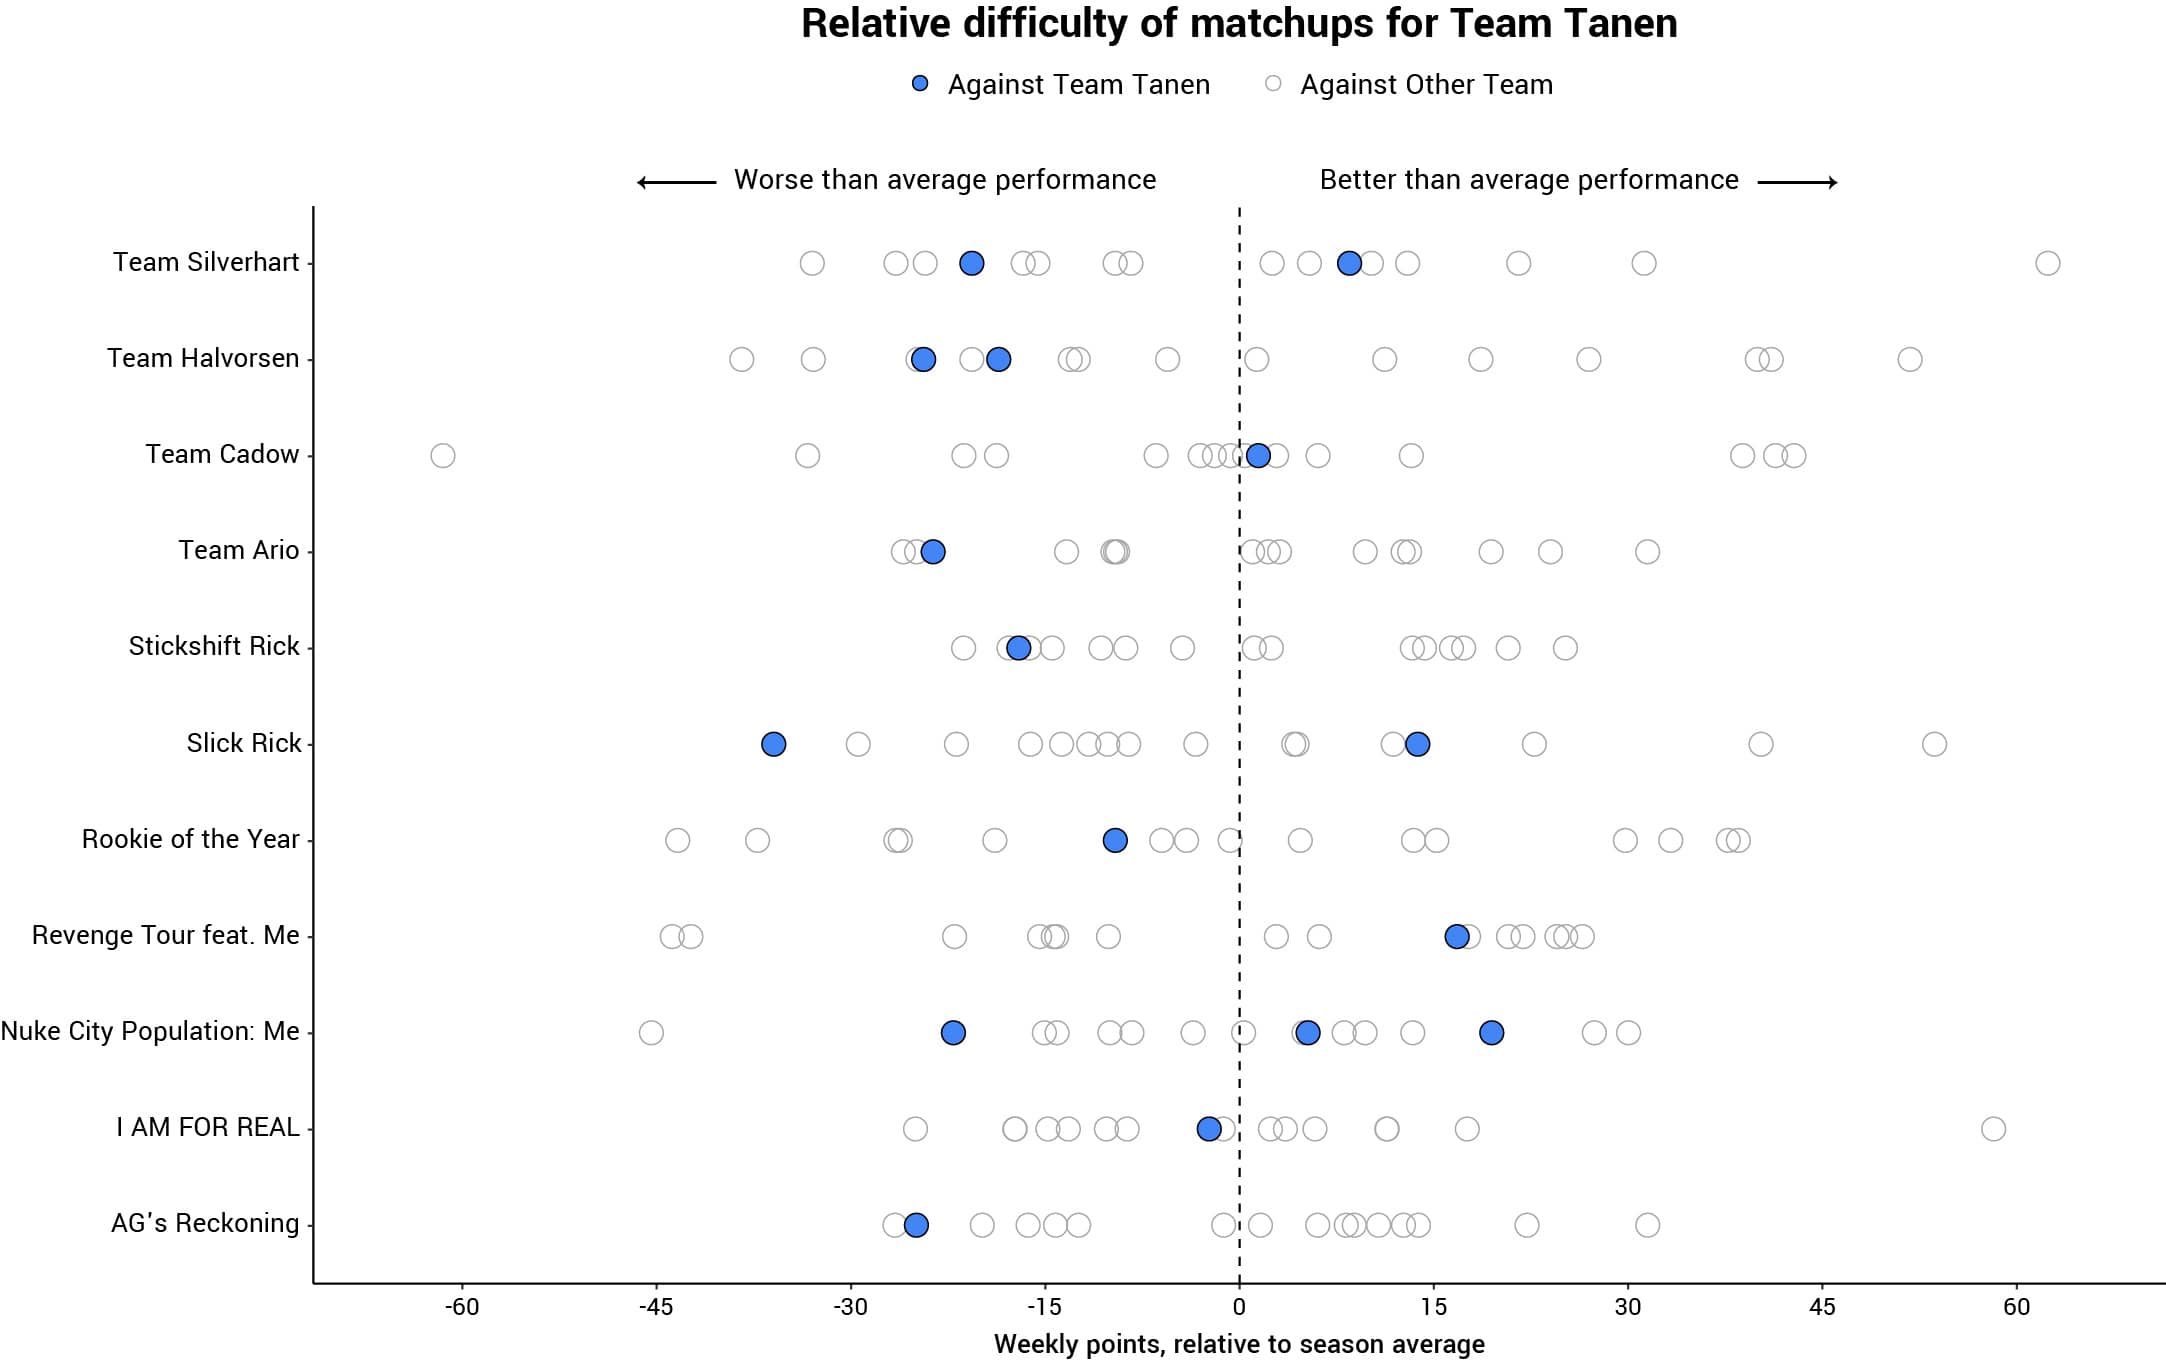 Relative difficulty of matchups for Team Tanen
Against Team Tanen
Against Other Team
Worse than average performance
Better than average performance
Team Silverhart
Team Halvorsen
Team Cadow
Team Ario
Stickshift Rick
Slick Rick
Rookie of the Year
Revenge Tour feat. Me
Nuke City Population: Me
I AM FOR REAL
AG's Reckoning
-60 -45 -30 -15 0 15 30 45 60
Weekly points, relative to season average